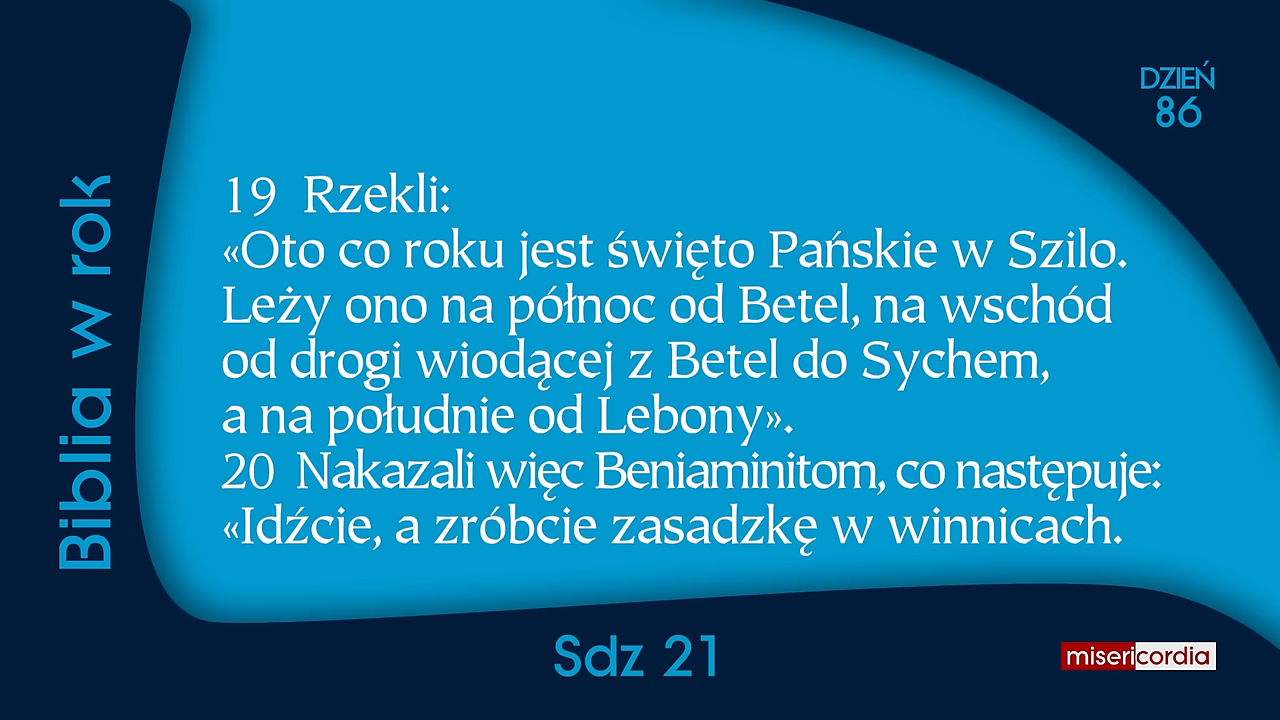 DZIEŃ
86
Biblia w rok
19 Rzekli:
«Oto co roku jest święto Pańskie w Szilo.
Leży ono na północ od Betel, na wschód
od drogi wiodącej z Betel do Sychem,
a na południe od Lebony».
20 Nakazali więc Beniaminitom, co następuje:
«Idźcie, a zróbcie zasadzkę w winnicach.
Sdz 21
misericordia